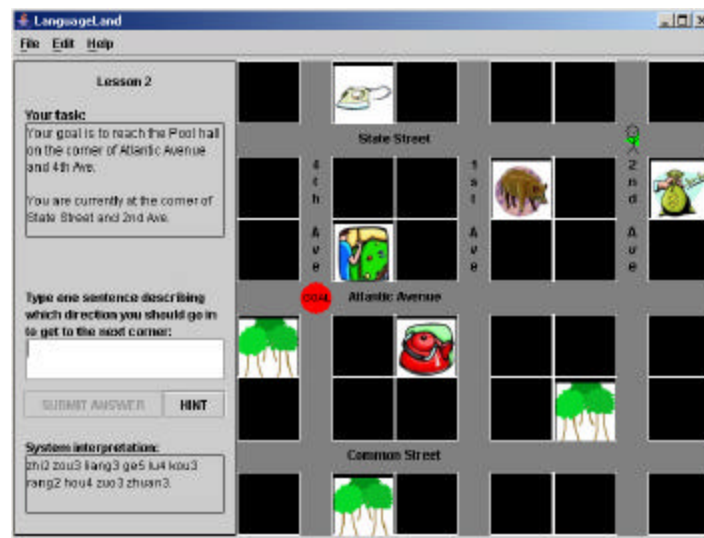 LanguageLand
File Edit Help
Lesson 2
Your task:
Your goal is to reach the Pool hall
on the corner of Atlantic Avenue
and 4th Ave.
You are currently at the corner of
State Street and 2nd Ave.
Type one sentence describing
which direction you should go in
to get to the next corner:
SUBMIT ANSWER HINT
System interpretation:
zhi2 zou3 liang3 ge5 lu4 kou3
rang2 hou4 zuo3 zhuan3.
State Street
4th Ave
1st Ave
2nd Ave
GOAL
Atlantic Avenue
Common Street